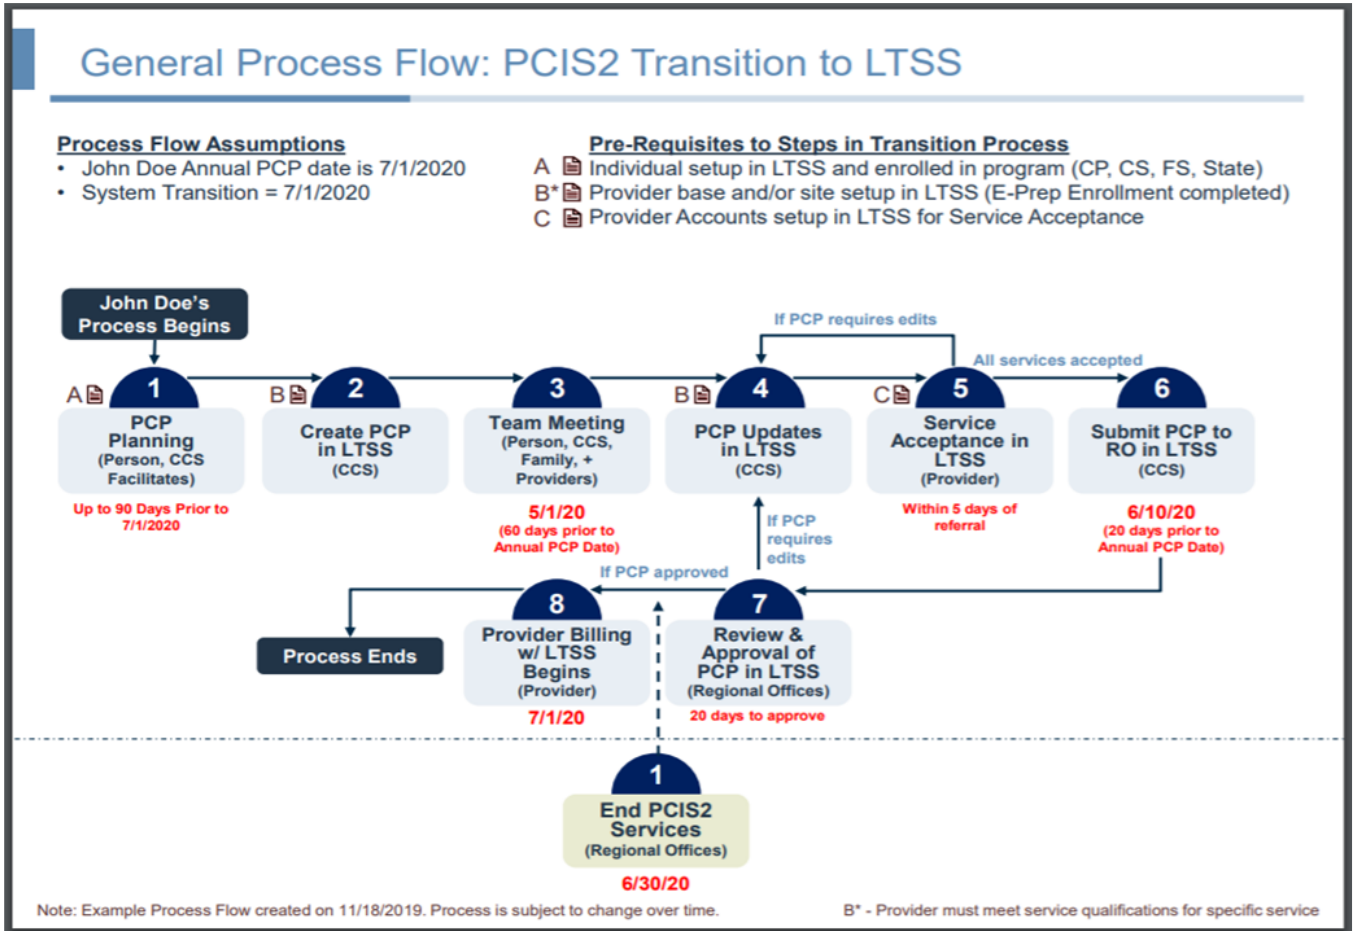 General Process Flow: PCIS2 Transition to LTSS
Process Flow Assumptions
• John Doe Annual PCP date is 7/1/2020
• System Transition = 7/1/2020
Pre-Requisites to Steps in Transition Process
A Individual setup in LTSS and enrolled in program (CP, CS, FS, State)
B* Provider base and/or site setup in LTSS (E-Prep Enrollment completed)
C Provider Accounts setup in LTSS for Service Acceptance
John Doe's
Process Begins
A
1
PCP
Planning
(Person, CCS
Facilitates)
Up to 90 Days Prior to
7/1/2020
B
2
Create PCP
in LTSS
(CCS)
3
Team Meeting
(Person, CCS,
Family, +
Providers)
5/1/20
(60 days prior to
Annual PCP Date)
If PCP requires edits
B
4
PCP Updates
in LTSS
(CCS)
C
5
Service
Acceptance in
LTSS
(Provider)
Within 5 days of
referral
All services accepted
6
Submit PCP to
RO in LTSS
(CCS)
6/10/20
(20 days prior to
Annual PCP Date)
If PCP
requires
edits
7
Review &
Approval of
PCP in LTSS
(Regional Offices)
20 days to approve
If PCP approved
8
Provider Billing
w/ LTSS
Begins
(Provider)
7/1/20
Process Ends
1
End PCIS2
Services
(Regional Offices)
6/30/20
Note: Example Process Flow created on 11/18/2019. Process is subject to change over time.
B* - Provider must meet service qualifications for specific service